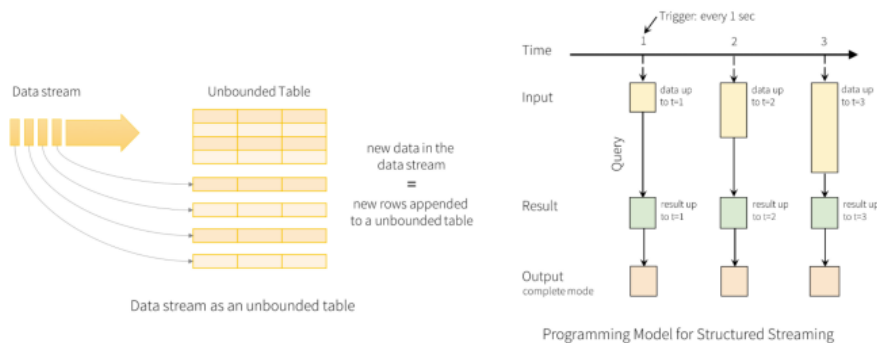 Data stream
Unbounded Table
new data in the
data stream
=
new rows appended
to a unbounded table
Data stream as an unbounded table
Trigger: every 1 sec
Time
1
2
3
Input
data up
to t=1
data up
to t=2
data up
to t=3
Query
Result
result up
to t=1
result up
to t=2
result up
to t=3
Output
complete mode
Programming Model for Structured Streaming